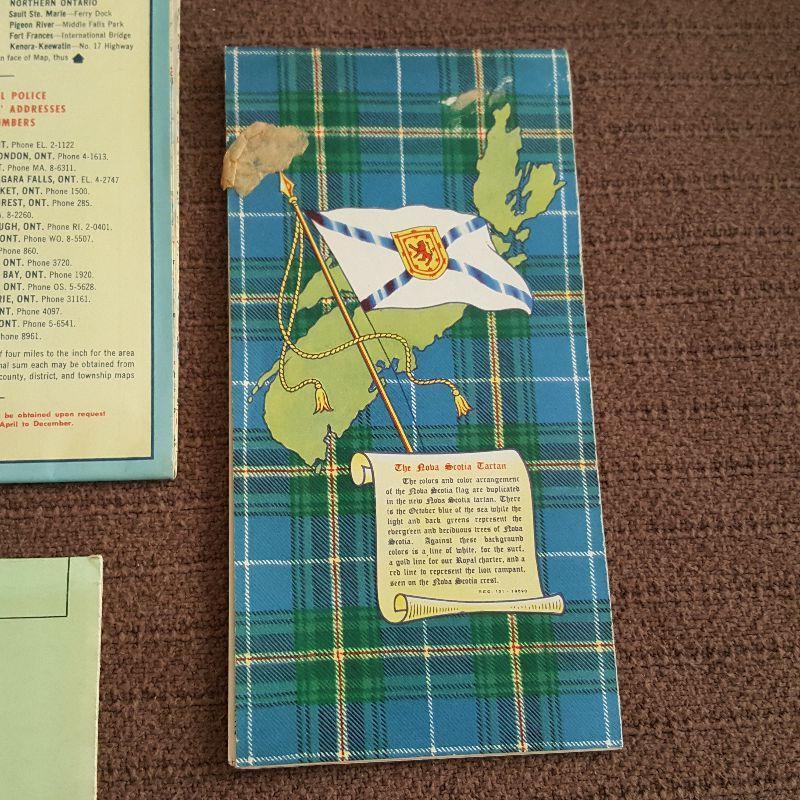 NORTHERN ONTARIO
Sault Ste. Marie—Ferry Dock
Pigeon River—Middle Falls Park
Fort Frances—International Bridge
Kenora-Keewatin—No. 17 Highway
n face of Map, thus
L POLICE
' ADDRESSES
MBERS
T. Phone EL. 2-1122
ONDON, ONT. Phone 4-1613.
T. Phone MA. 8-6311.
GARA FALLS, ONT. EL. 4-2747
KET, ONT. Phone 1500.
REST, ONT. Phone 285.
A. 8-2260.
UGH, ONT. Phone RI. 2-0401.
ONT. Phone WO. 8-5507.
Phone 860.
ONT. Phone 3720.
BAY, ONT. Phone 1920.
, ONT. Phone OS. 5-5628.
RIE, ONT. Phone 31161.
NT. Phone 4097.
ONT. Phone 5-6541.
hone 8961.
f four miles to the inch for the area
nal sum each may be obtained from
county, district, and township maps
l be obtained upon request
April to December.
The Nova Scotia Tartan
The colors and color arrangement
of the Nova Scotia flag are duplicated
in the new Nova Scotia tartan. There
is the October blue of the sea while the
light and dark greens represent the
evergreen and deciduous trees of Nova
Scotia. Against these background
colors is a line of white, for the surf,
a gold line for our Royal charter, and a
red line to represent the lion rampant,
seen on the Nova Scotia crest.